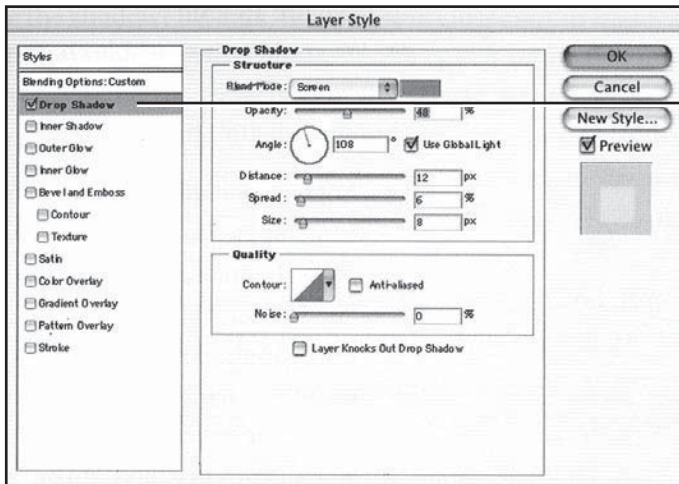 Layer Style
Styles
Blending Options: Custom
Drop Shadow
Inner Shadow
Outer Glow
Inner Glow
Bevel and Emboss
Contour
Texture
Satin
Color Overlay
Gradient Overlay
Pattern Overlay
Stroke
Drop Shadow
Structure
Blend Mode: Screen
Opacity: 48 %
Angle: 108 ° Use Global Light
Distance: 12 px
Spread: 6 %
Size: 8 px
Quality
Contour: Anti-aliased
Noise: 0 %
Layer Knocks Out Drop Shadow
OK
Cancel
New Style...
Preview